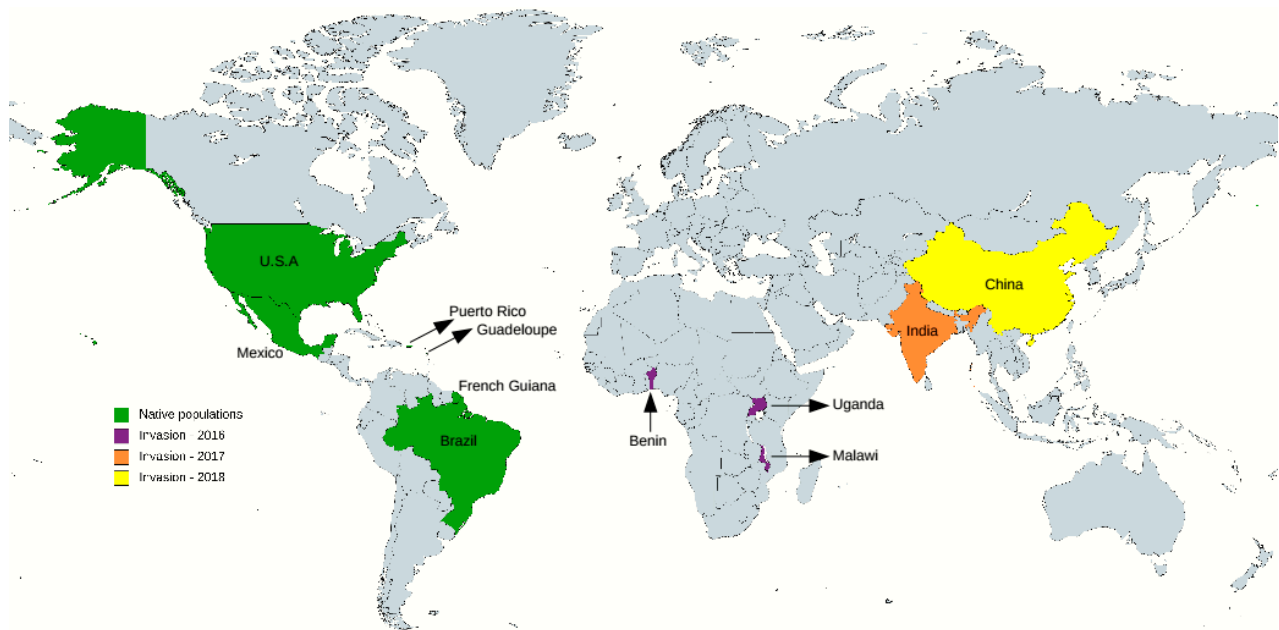 U.S.A
China
Puerto Rico
Guadeloupe
India
Mexico
French Guiana
Uganda
Native populations
Invasion - 2016
Brazil
Benin
Malawi
Invasion - 2017
Invasion - 2018